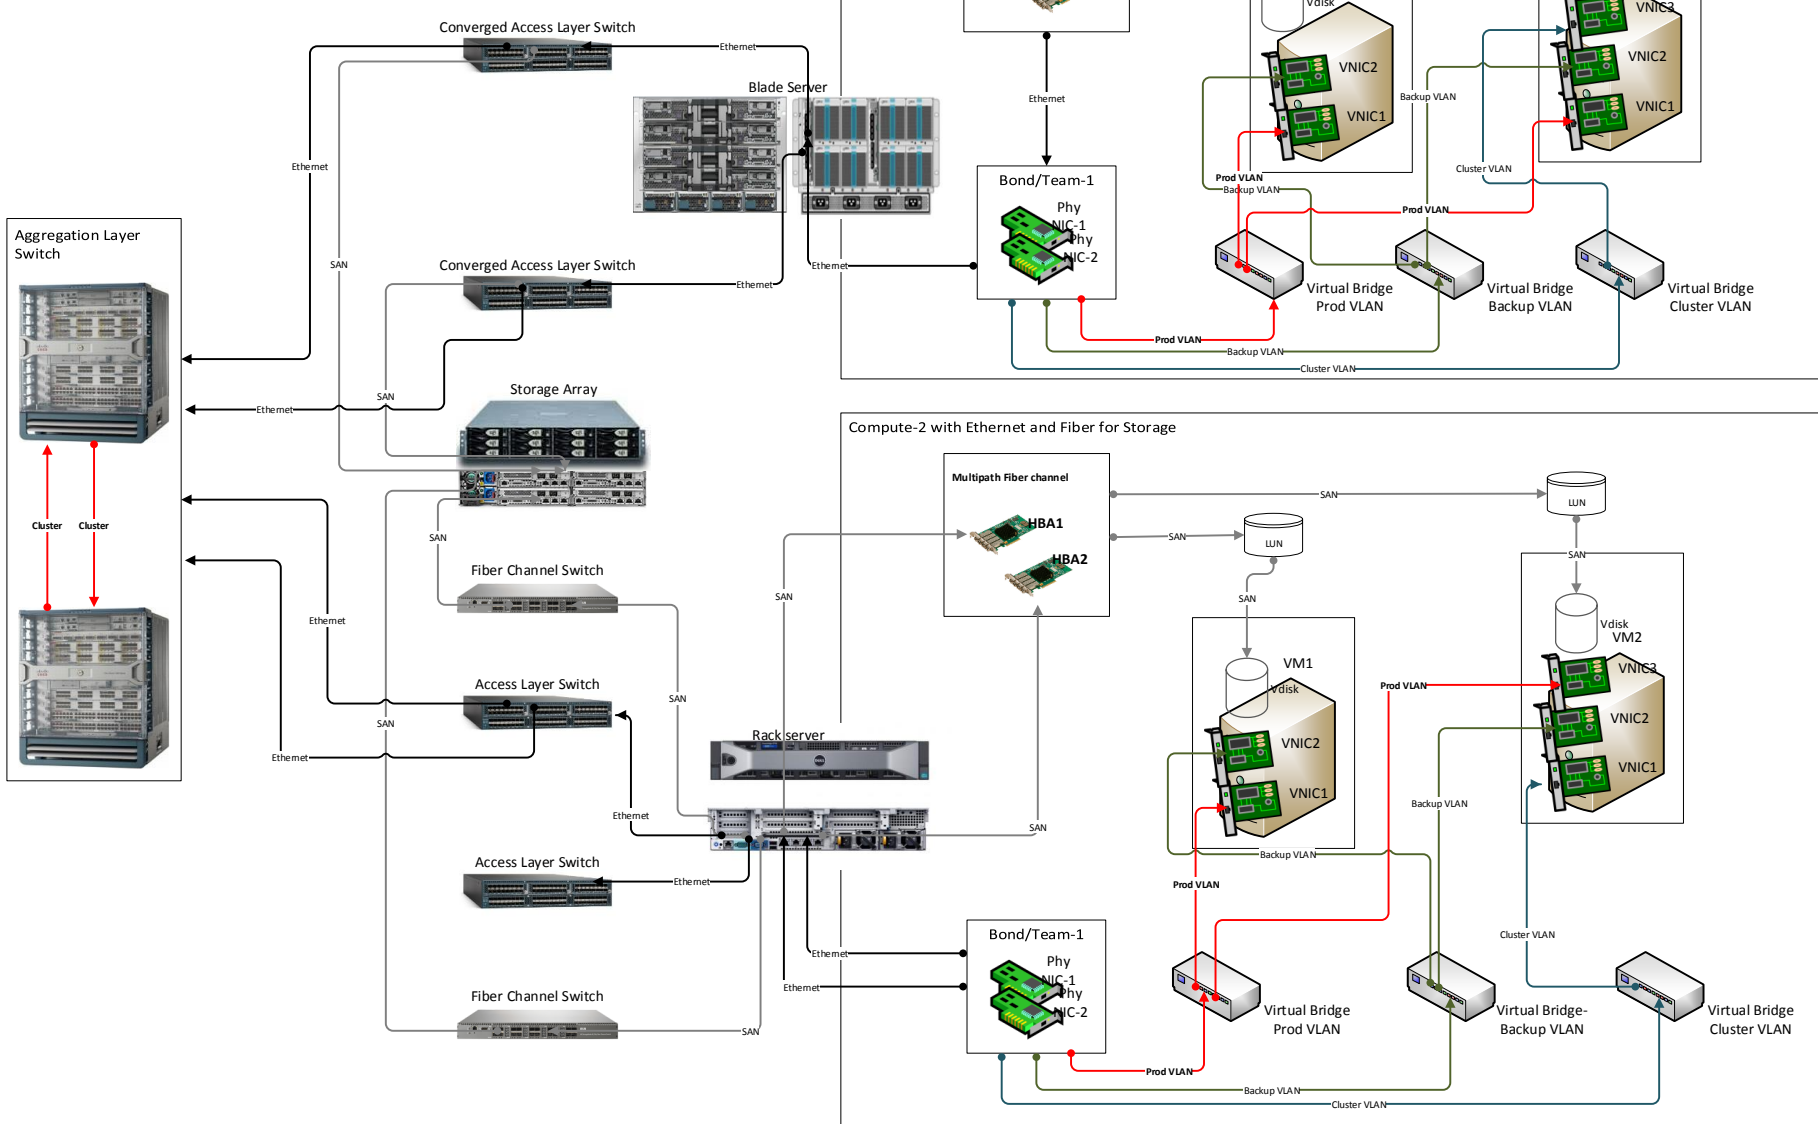 Converged Access Layer Switch
Ethernet
Blade Server
Ethernet
SAN
Aggregation Layer
Switch
Converged Access Layer Switch
Ethernet
Ethernet
SAN
Ethernet
Storage Array
Cluster
Cluster
SAN
Fiber Channel Switch
Ethernet
Access Layer Switch
SAN
SAN
Ethernet
Rack server
Ethernet
Access Layer Switch
Ethernet
Fiber Channel Switch
SAN
Ethernet
Bond/Team-1
Phy
NIC-1
Phy
NIC-2
Vdisk
VNIC2
VNIC1
VNIC3
VNIC2
VNIC1
Backup VLAN
Cluster VLAN
Prod VLAN
Backup VLAN
Prod VLAN
Virtual Bridge
Prod VLAN
Virtual Bridge
Backup VLAN
Virtual Bridge
Cluster VLAN
Prod VLAN
Backup VLAN
Cluster VLAN
Compute-2 with Ethernet and Fiber for Storage
Multipath Fiber channel
HBA1
HBA2
SAN
SAN
SAN
SAN
LUN
LUN
SAN
SAN
Vdisk
VM2
VNIC3
VNIC2
VNIC1
VM1
Vdisk
VNIC2
VNIC1
Prod VLAN
Backup VLAN
Backup VLAN
Prod VLAN
Cluster VLAN
Ethernet
Ethernet
Bond/Team-1
Phy
NIC-1
Phy
NIC-2
Virtual Bridge
Prod VLAN
Virtual Bridge-
Backup VLAN
Virtual Bridge
Cluster VLAN
Prod VLAN
Backup VLAN
Cluster VLAN